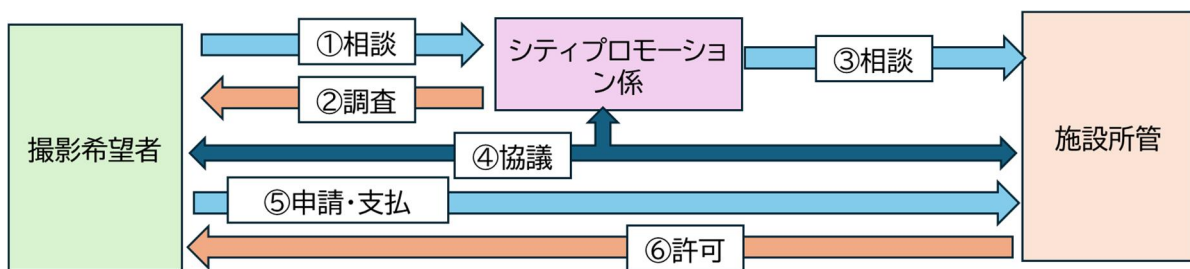 撮影希望者
①相談
②調査
シティプロモーショ
ン係
③相談
④協議
⑤申請・支払
⑥許可
施設所管